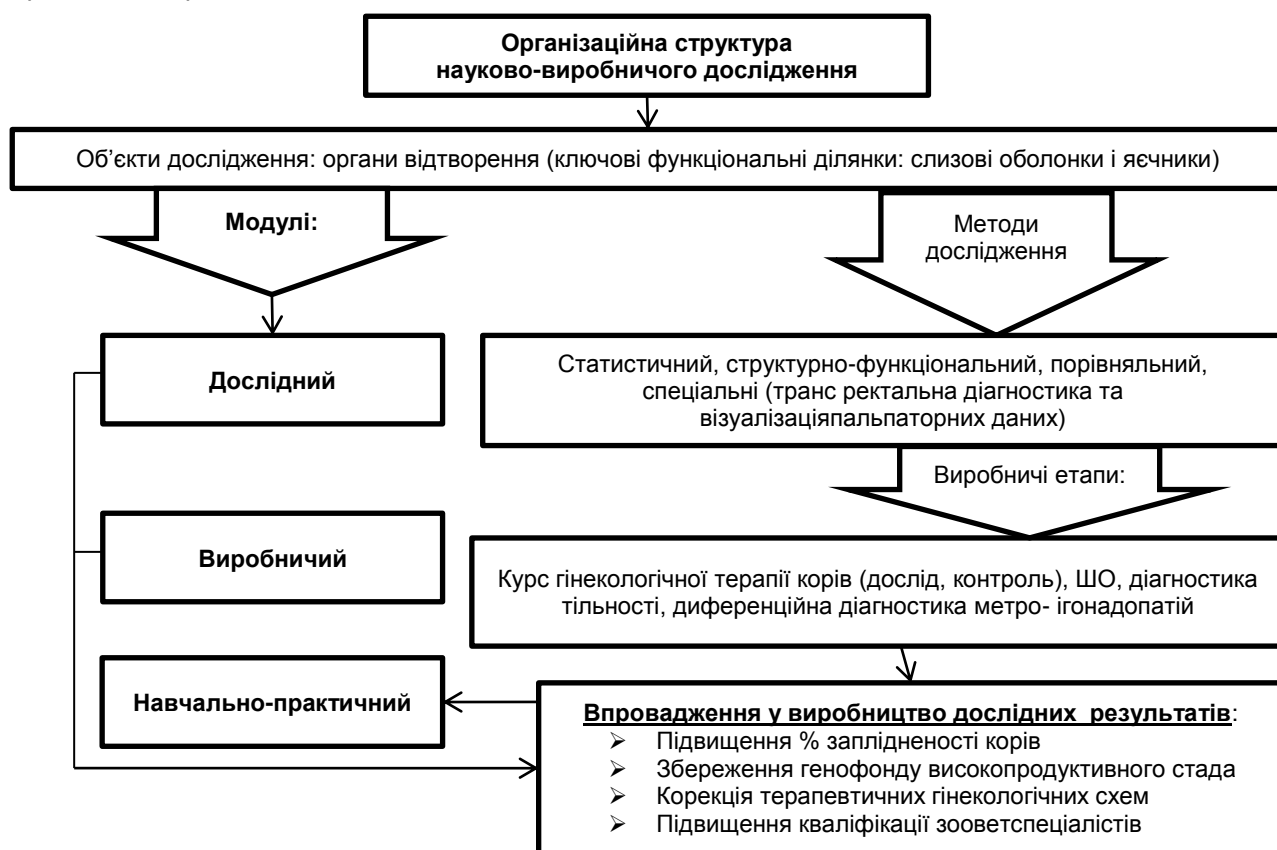 Організаційна структура
науково-виробничого дослідження
Об’єкти дослідження: органи відтворення (ключові функціональні ділянки: слизові оболонки і яєчники)
Модулі:
Методи
дослідження
Дослідний
Статистичний, структурно-функціональний, порівняльний,
спеціальні (транс ректальна діагностика та
візуалізаціяпальпаторних даних)
Виробничі етапи:
Виробничий
Курс гінекологічної терапії корів (дослід, контроль), ШО, діагностика
тільності, диференційна діагностика метро- ігонадопатій
Навчально-практичний
Впровадження у виробництво дослідних результатів:
➢ Підвищення % заплідненості корів
➢ Збереження генофонду високопродуктивного стада
➢ Корекція терапевтичних гінекологічних схем
➢ Підвищення кваліфікації зооветспеціалістів